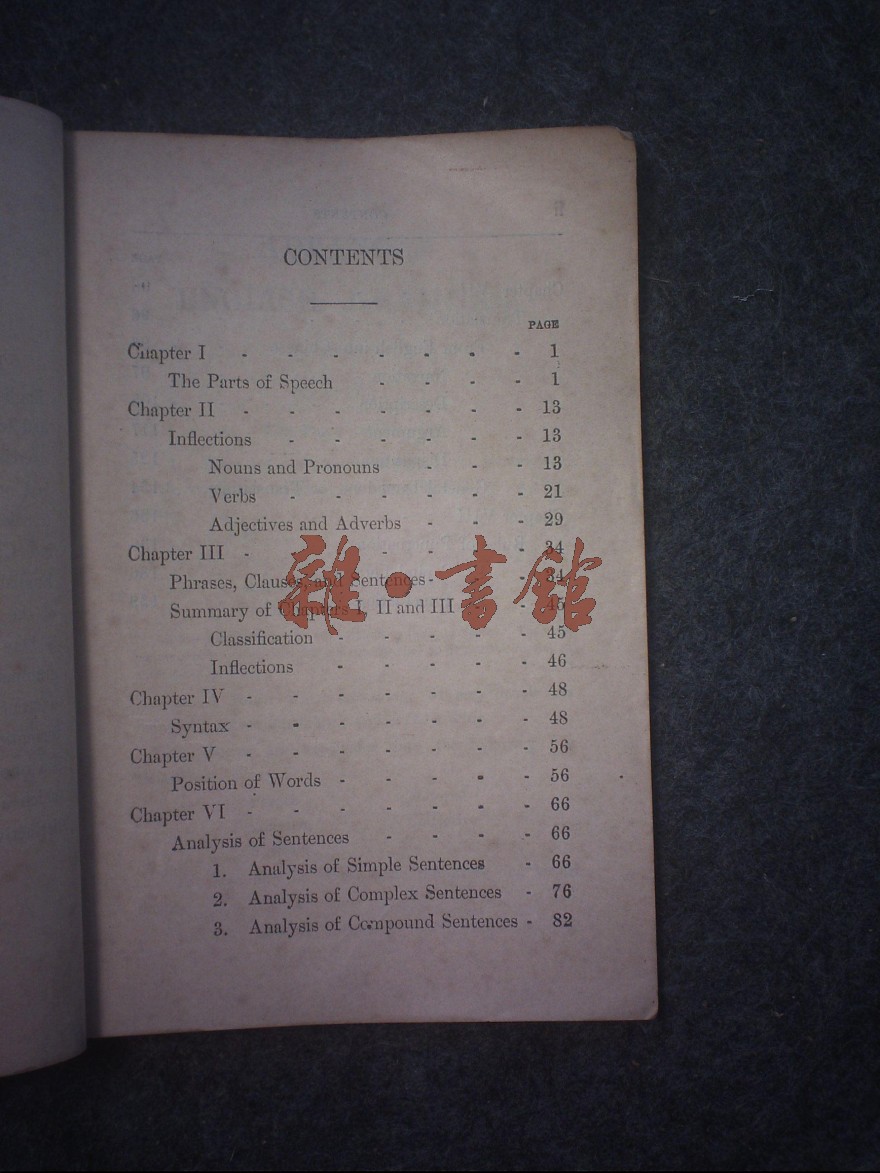 CONTENTS
PAGE
Chapter I - - - - - - - 1
The Parts of Speech - - - - 1
Chapter II - - - - - - - 13
Inflections - - - - - - 13
Nouns and Pronouns - - - 13
Verbs - - - - - - 21
Adjectives and Adverbs - - - 29
Chapter III - - - - - - - 34
Phrases, Clauses, and Sentences - - - 34
Summary of Chapters I, II and III - - 45
Classification - - - - - 45
Inflections - - - - - 46
Chapter IV - - - - - - - 48
Syntax - - - - - - - 48
Chapter V - - - - - - - 56
Position of Words - - - - - 56
Chapter VI - - - - - - - 66
Analysis of Sentences - - - - 66
1. Analysis of Simple Sentences - 66
2. Analysis of Complex Sentences - 76
3. Analysis of Compound Sentences - 82
雜·書館